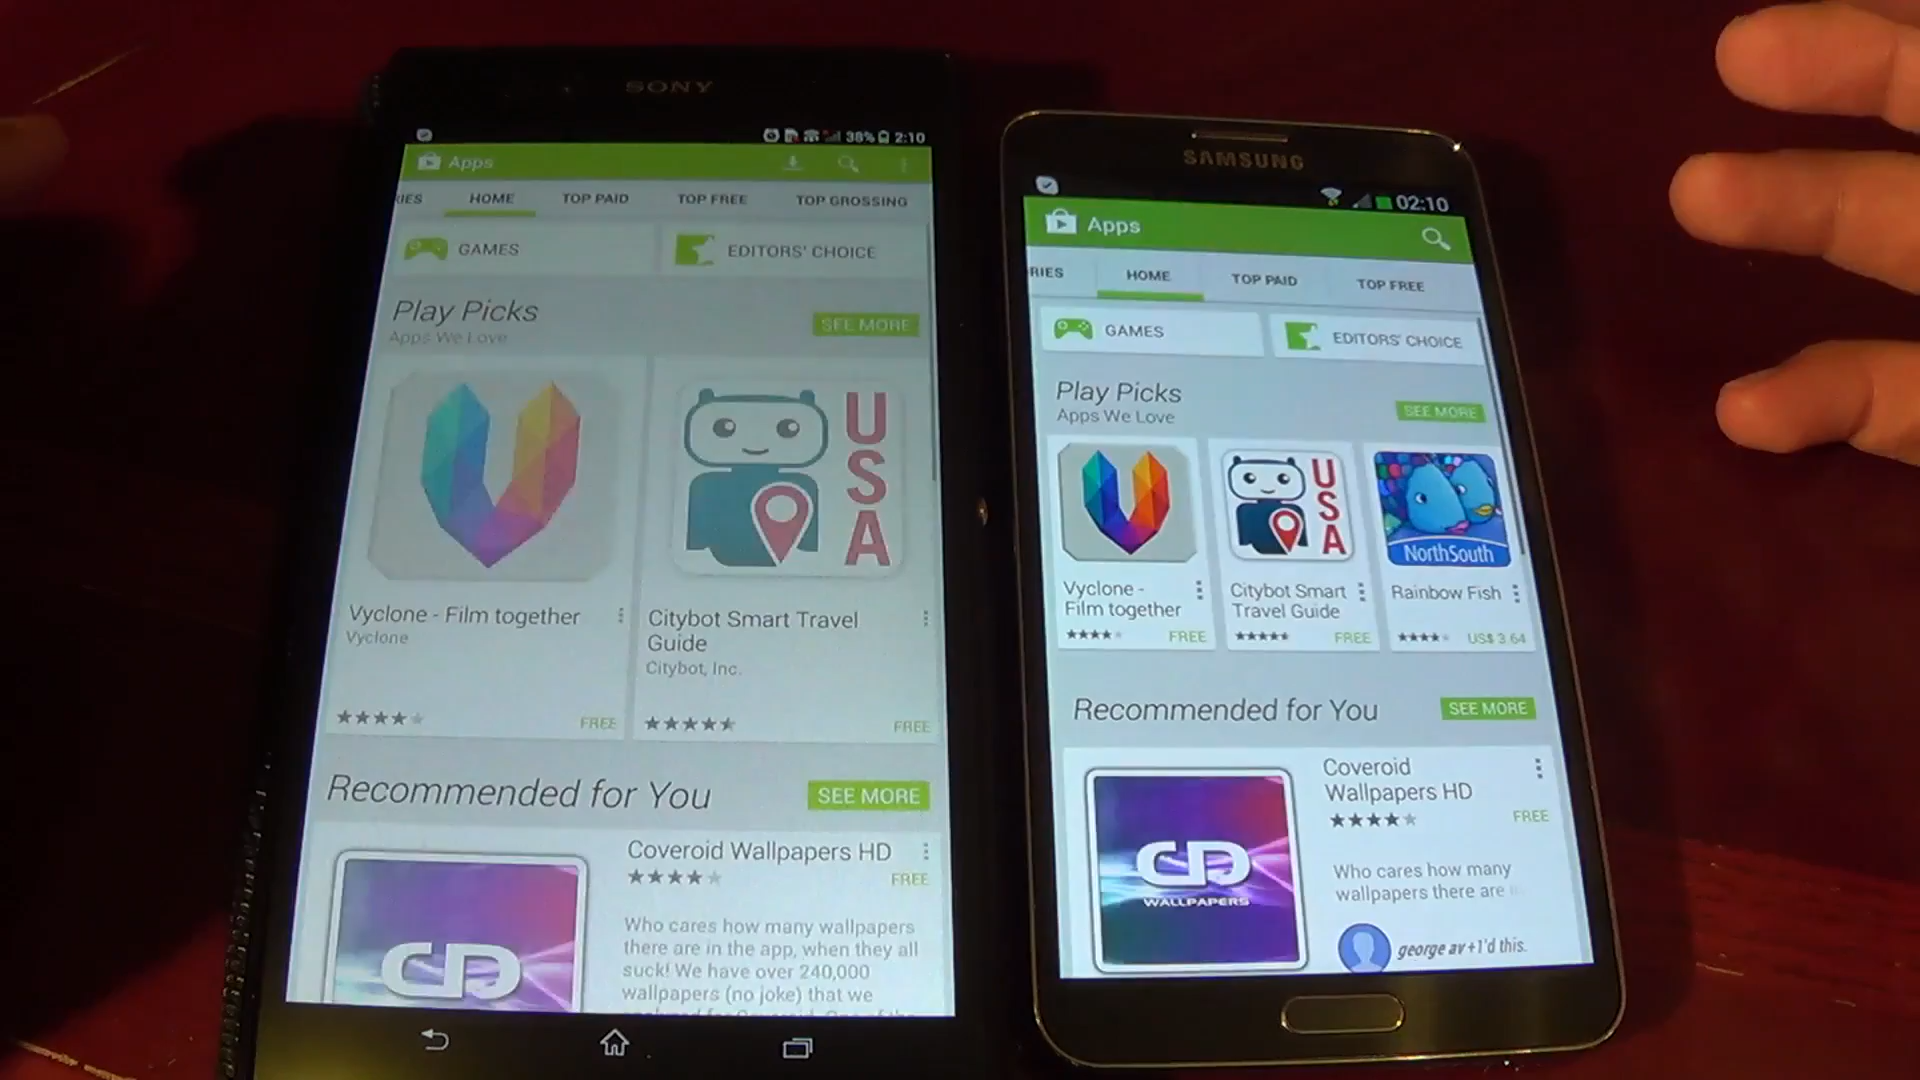 SONY
38% 2:10
Apps
RIES HOME TOP PAID TOP FREE TOP GROSSING
GAMES EDITORS' CHOICE
Play Picks
Apps We Love
SEE MORE
USA
Vyclone - Film together
Vyclone
FREE
Citybot Smart Travel
Guide
Citybot, Inc.
FREE
Recommended for You
SEE MORE
CD
Coveroid Wallpapers HD
FREE
Who cares how many wallpapers
there are in the app, when they all
suck! We have over 240,000
wallpapers (no joke) that we
SAMSUNG
02:10
Apps
RIES HOME TOP PAID TOP FREE
GAMES EDITORS' CHOICE
Play Picks
Apps We Love
SEE MORE
USA
NorthSouth
Vyclone -
Film together
FREE
Citybot Smart
Travel Guide
FREE
Rainbow Fish
US$ 3.64
Recommended for You
SEE MORE
CD
WALLPAPERS
Coveroid
Wallpapers HD
FREE
Who cares how many
wallpapers there are
george av +1'd this.